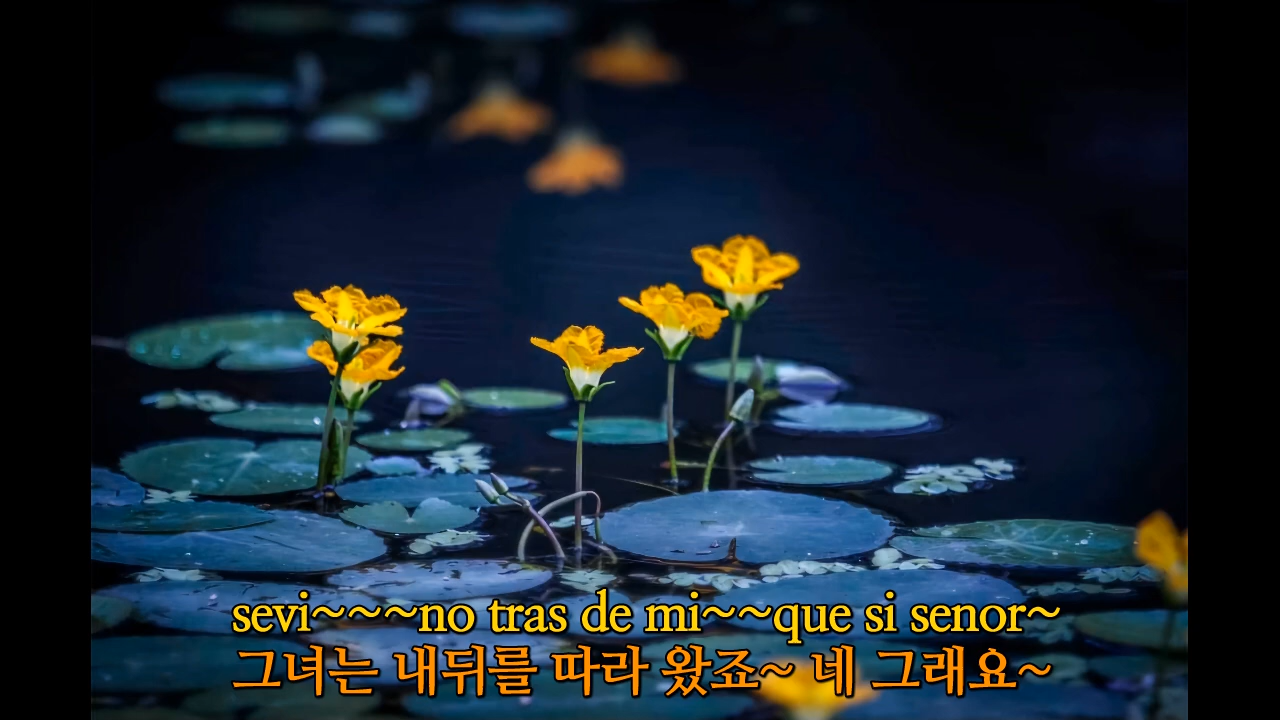 sevi~~~no tras de mi~~que si senor~
그녀는 내뒤를 따라 왔죠~ 네 그래요~